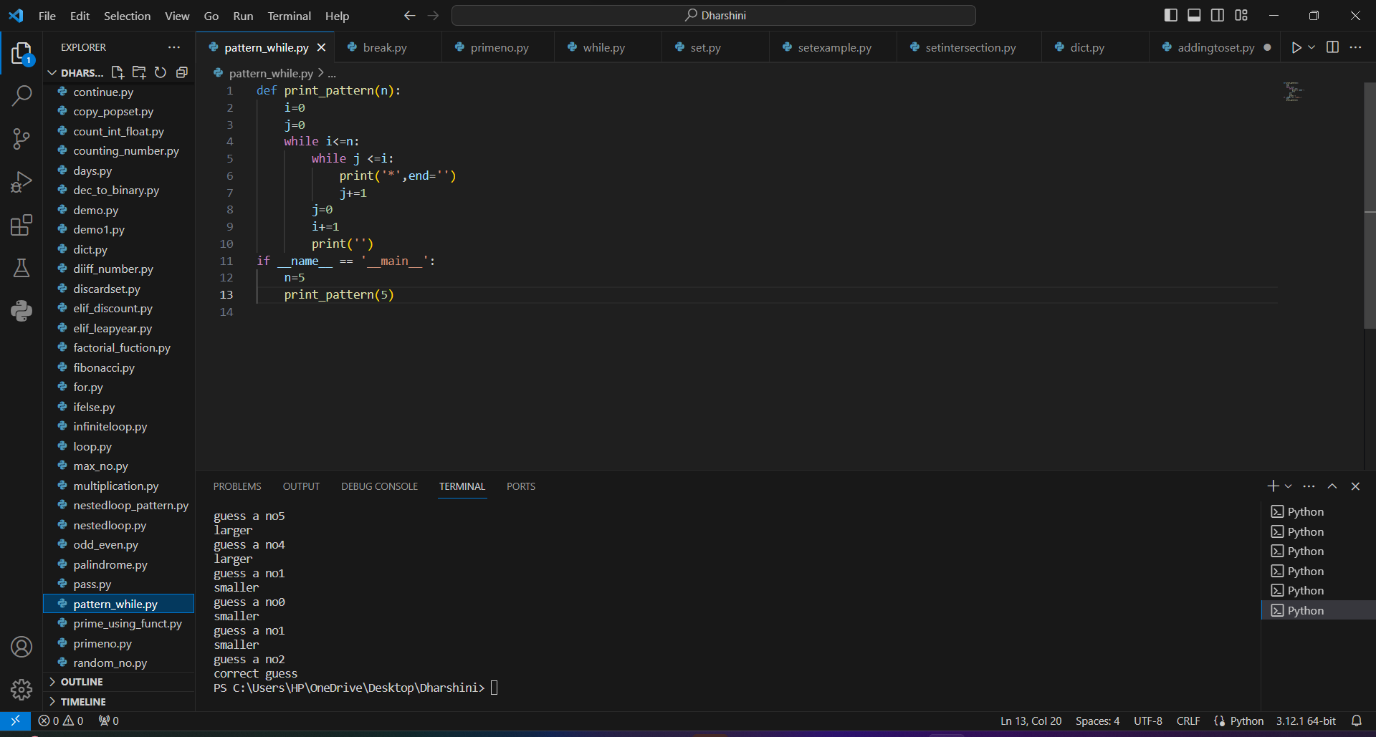 File Edit Selection View Go Run Terminal Help Dharshini
EXPLORER
pattern_while.py break.py primeno.py while.py set.py setexample.py setintersection.py dict.py addingtoset.py
1
DHARS...
pattern_while.py > ...
continue.py
copy_popset.py
count_int_float.py
counting_number.py
days.py
dec_to_binary.py
demo.py
demo1.py
dict.py
diiff_number.py
discardset.py
elif_discount.py
elif_leapyear.py
factorial_fuction.py
fibonacci.py
for.py
ifelse.py
infiniteloop.py
loop.py
max_no.py
multiplication.py
nestedloop_pattern.py
nestedloop.py
odd_even.py
palindrome.py
pass.py
pattern_while.py
prime_using_funct.py
primeno.py
random_no.py
OUTLINE
TIMELINE
1 def print_pattern(n):
2 i=0
3 j=0
4 while i<=n:
5 while j <=i:
6 print('*',end='')
7 j+=1
8 j=0
9 i+=1
10 print('')
11 if __name__ == '__main__':
12 n=5
13 print_pattern(5)
14
PROBLEMS OUTPUT DEBUG CONSOLE TERMINAL PORTS
guess a no5
larger
guess a no4
larger
guess a no1
smaller
guess a no0
smaller
guess a no1
smaller
guess a no2
correct guess
PS C:\Users\HP\OneDrive\Desktop\Dharshini>
Python
Python
Python
Python
Python
Python
0 0 0 Ln 13, Col 20 Spaces: 4 UTF-8 CRLF Python 3.12.1 64-bit